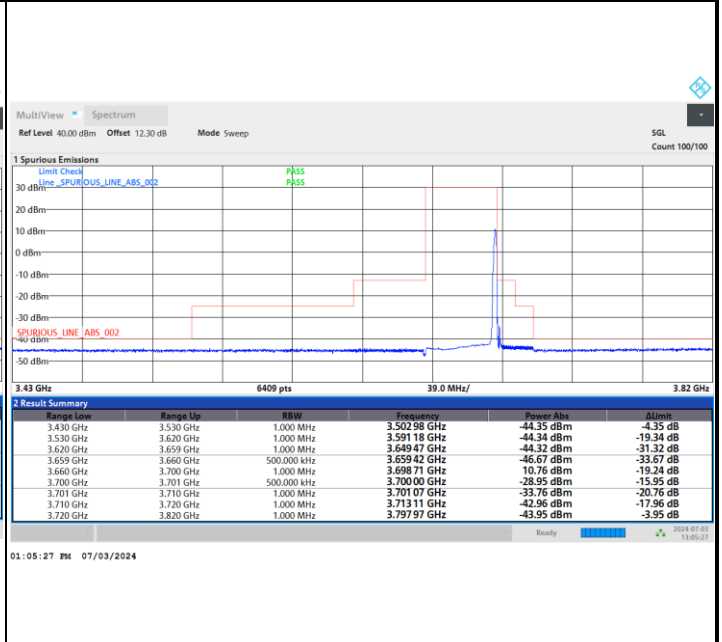 MultiView Spectrum
Ref Level 40.00 dBm Offset 12.30 dB Mode Sweep SGL
Count 100/100
1 Spurious Emissions
Limit Check PASS
Line _SPURIOUS_LINE_ABS_002 PASS
30 dBm
20 dBm
10 dBm
0 dBm
-10 dBm
-20 dBm
-30 dBm
SPURIOUS_LINE_ABS_002
-40 dBm
-50 dBm
3.43 GHz 6409 pts 39.0 MHz/ 3.82 GHz
2 Result Summary
Range Low Range Up RBW Frequency Power Abs ΔLimit
3.430 GHz 3.530 GHz 1.000 MHz 3.502 98 GHz -44.35 dBm -4.35 dB
3.530 GHz 3.620 GHz 1.000 MHz 3.591 18 GHz -44.34 dBm -19.34 dB
3.620 GHz 3.659 GHz 1.000 MHz 3.649 47 GHz -44.32 dBm -31.32 dB
3.659 GHz 3.660 GHz 500.000 kHz 3.659 42 GHz -46.67 dBm -33.67 dB
3.660 GHz 3.700 GHz 1.000 MHz 3.698 71 GHz 10.76 dBm -19.24 dB
3.700 GHz 3.701 GHz 500.000 kHz 3.700 00 GHz -28.95 dBm -15.95 dB
3.701 GHz 3.710 GHz 1.000 MHz 3.701 07 GHz -33.76 dBm -20.76 dB
3.710 GHz 3.720 GHz 1.000 MHz 3.713 11 GHz -42.96 dBm -17.96 dB
3.720 GHz 3.820 GHz 1.000 MHz 3.797 97 GHz -43.95 dBm -3.95 dB
Ready 2024-07-03
13:05:27
01:05:27 PM 07/03/2024